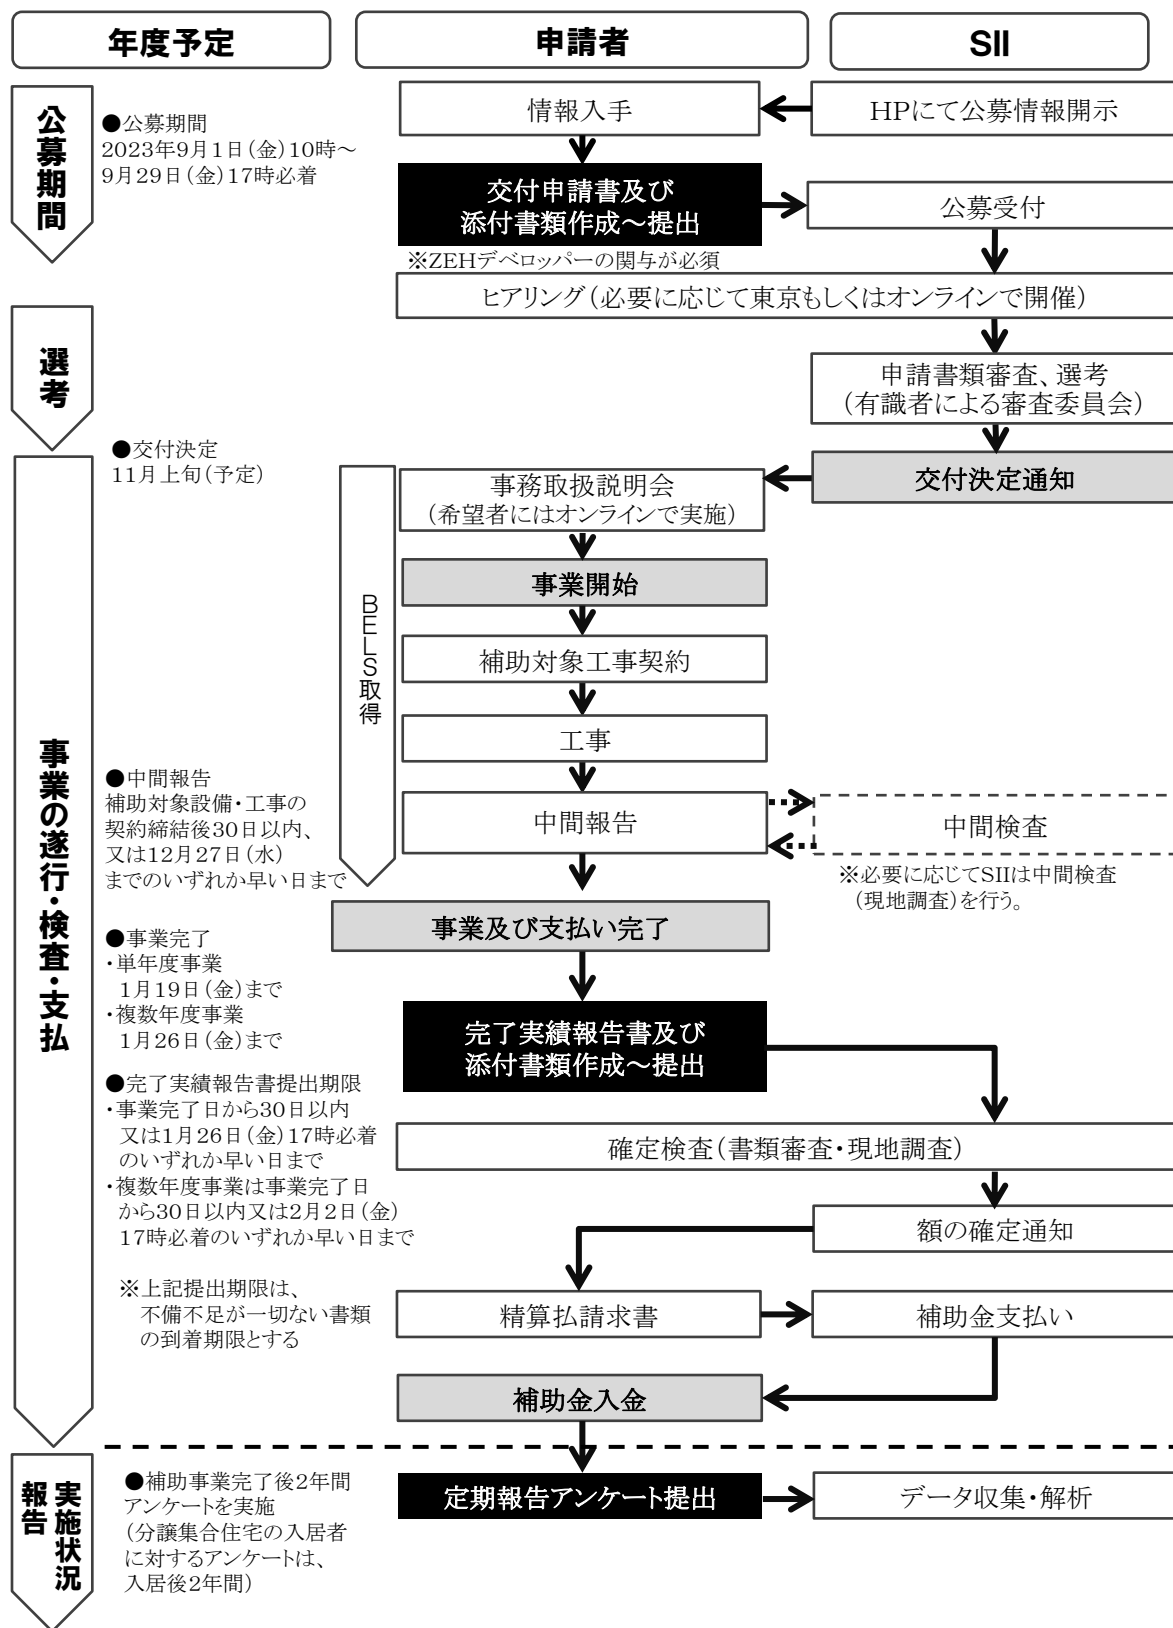 年度予定
申請者
SII
公募期間
●公募期間
2023年9月1日(金)10時～
9月29日(金)17時必着
情報入手
HPにて公募情報開示
交付申請書及び
添付書類作成～提出
公募受付
※ZEHデベロッパーの関与が必須
ヒアリング(必要に応じて東京もしくはオンラインで開催)
選考
申請書類審査、選考
(有識者による審査委員会)
●交付決定
11月上旬(予定)
交付決定通知
事務取扱説明会
(希望者にはオンラインで実施)
BELS取得
事業開始
補助対象工事契約
工事
事業の遂行・検査・支払
●中間報告
補助対象設備・工事の
契約締結後30日以内、
又は12月27日(水)
までのいずれか早い日まで
中間報告
中間検査
※必要に応じてSIIは中間検査
(現地調査)を行う。
事業及び支払い完了
●事業完了
・単年度事業
1月19日(金)まで
・複数年度事業
1月26日(金)まで
完了実績報告書及び
添付書類作成～提出
●完了実績報告書提出期限
・事業完了日から30日以内
又は1月26日(金)17時必着
のいずれか早い日まで
・複数年度事業は事業完了日
から30日以内又は2月2日(金)
17時必着のいずれか早い日まで
確定検査(書類審査・現地調査)
額の確定通知
※上記提出期限は、
不備不足が一切ない書類
の到着期限とする
精算払請求書
補助金支払い
補助金入金
実施状況
報告
●補助事業完了後2年間
アンケートを実施
(分譲集合住宅の入居者
に対するアンケートは、
入居後2年間)
定期報告アンケート提出
データ収集・解析